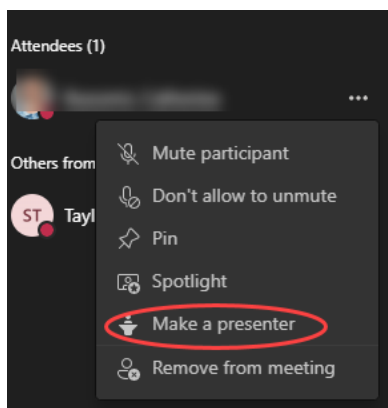 Attendees (1)
Mute participant
Others from
Don't allow to unmute
ST Tayl
Pin
Spotlight
Make a presenter
Remove from meeting